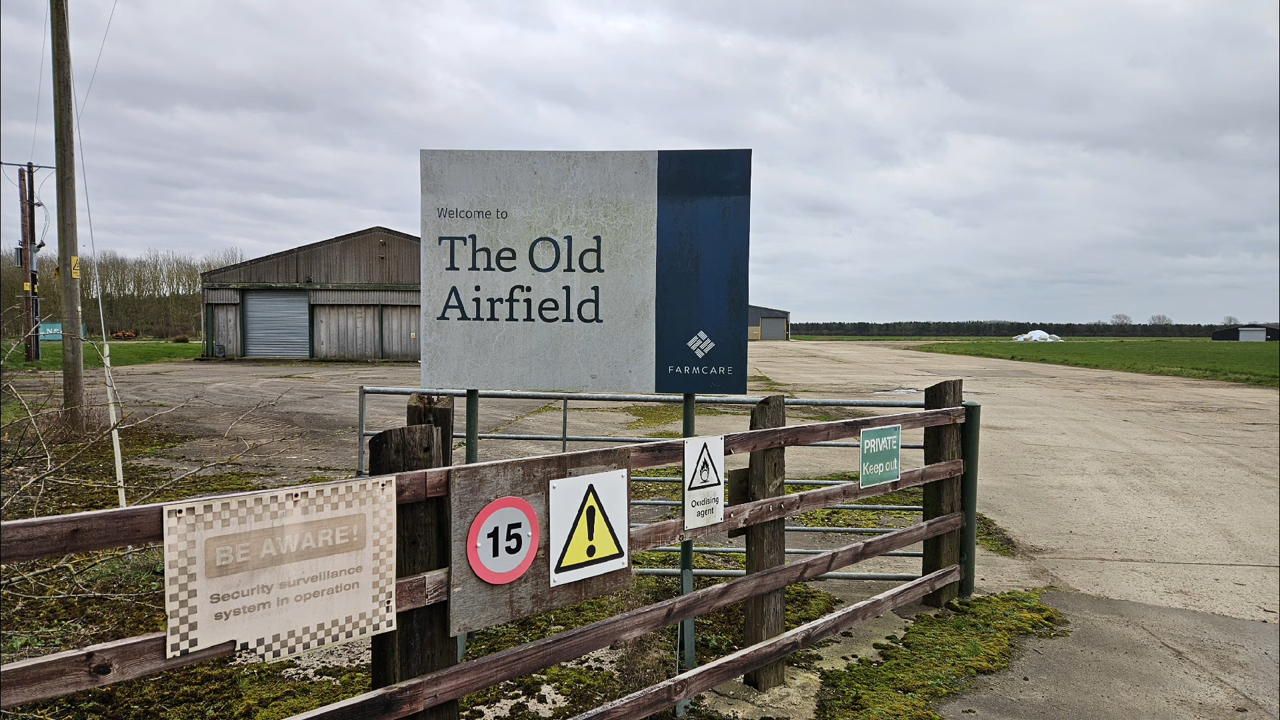 Welcome to
The Old
Airfield
FARMCARE
PRIVATE
Keep out
Oxidising
agent
15
BE AWARE!
Security surveillance
system in operation